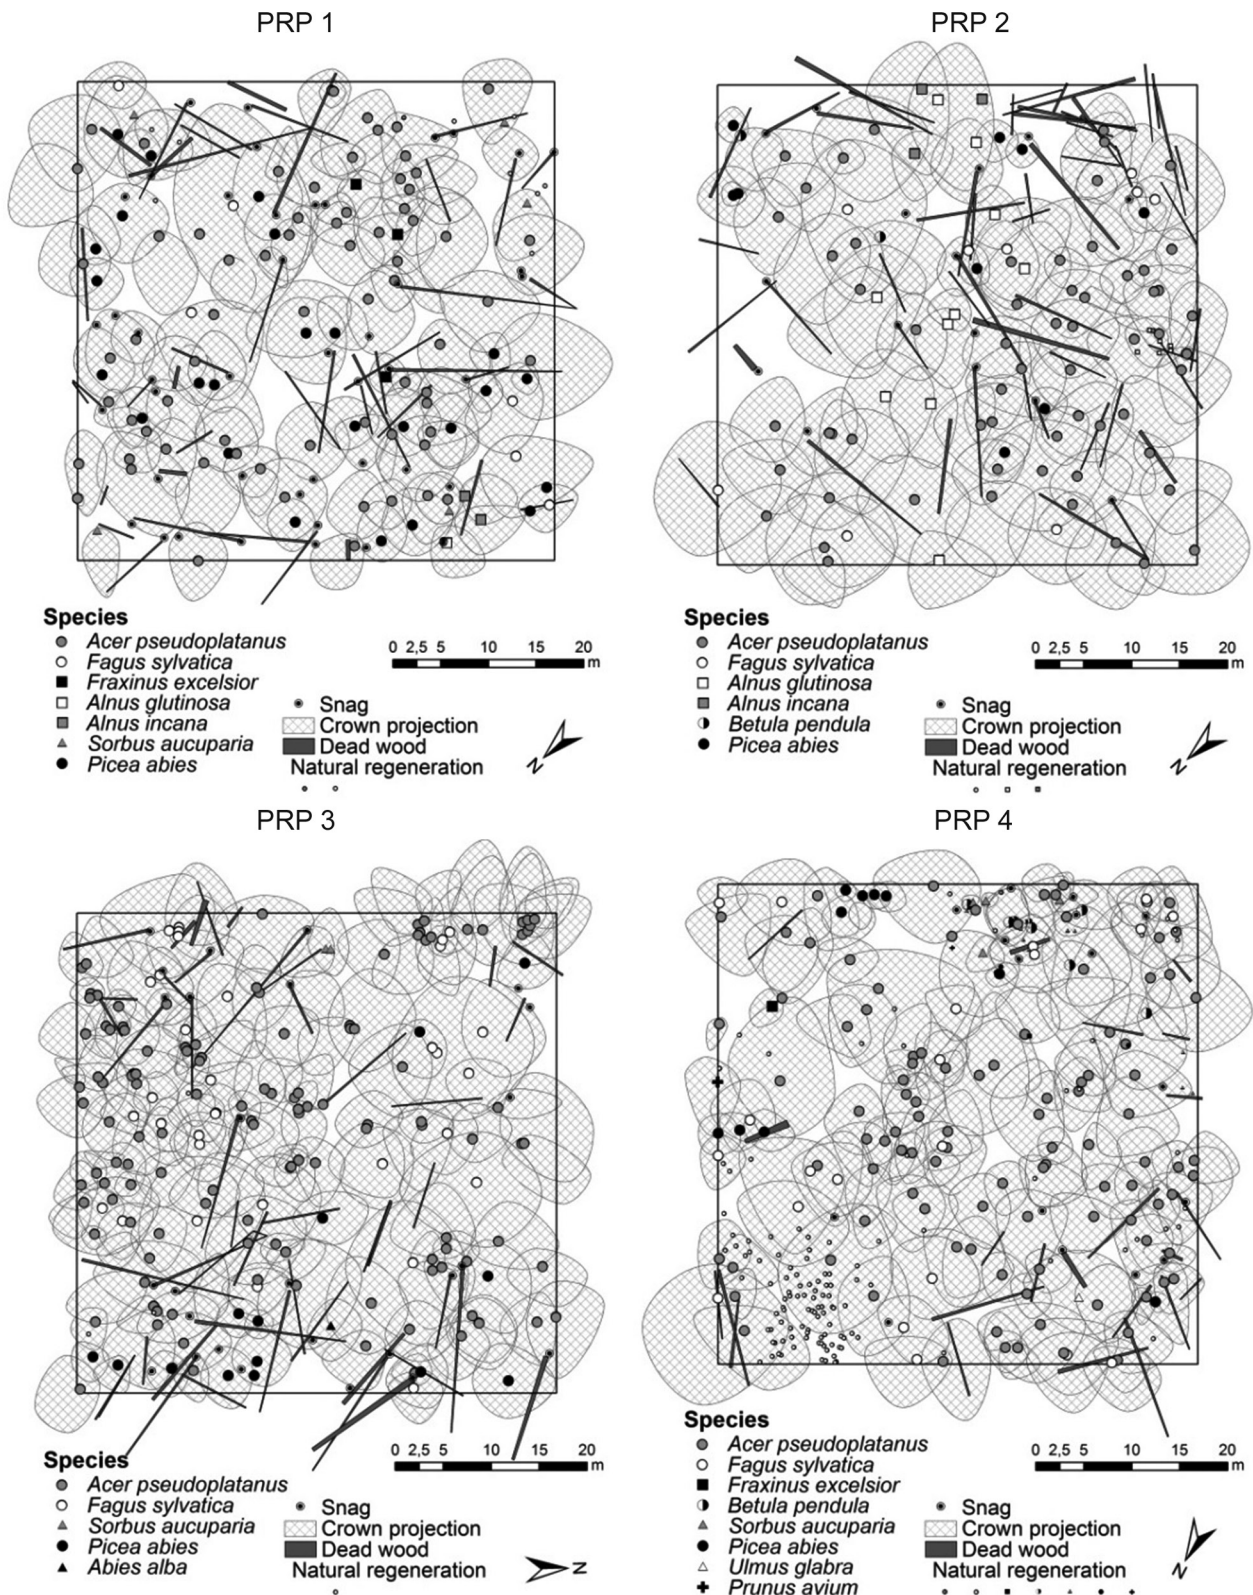 PRP 1
PRP 2
Species
Acer pseudoplatanus
Fagus sylvatica
Fraxinus excelsior
Alnus glutinosa
Alnus incana
Sorbus aucuparia
Picea abies
0 2,5 5 10 15 20
m
Snag
Crown projection
Dead wood
Natural regeneration
N
Species
Acer pseudoplatanus
Fagus sylvatica
Alnus glutinosa
Alnus incana
Betula pendula
Picea abies
0 2,5 5 10 15 20
m
Snag
Crown projection
Dead wood
Natural regeneration
N
PRP 3
PRP 4
Species
Acer pseudoplatanus
Fagus sylvatica
Sorbus aucuparia
Picea abies
Abies alba
0 2,5 5 10 15 20
m
Snag
Crown projection
Dead wood
Natural regeneration
N
Species
Acer pseudoplatanus
Fagus sylvatica
Fraxinus excelsior
Betula pendula
Sorbus aucuparia
Picea abies
Ulmus glabra
Prunus avium
0 2,5 5 10 15 20
m
Snag
Crown projection
Dead wood
Natural regeneration
N